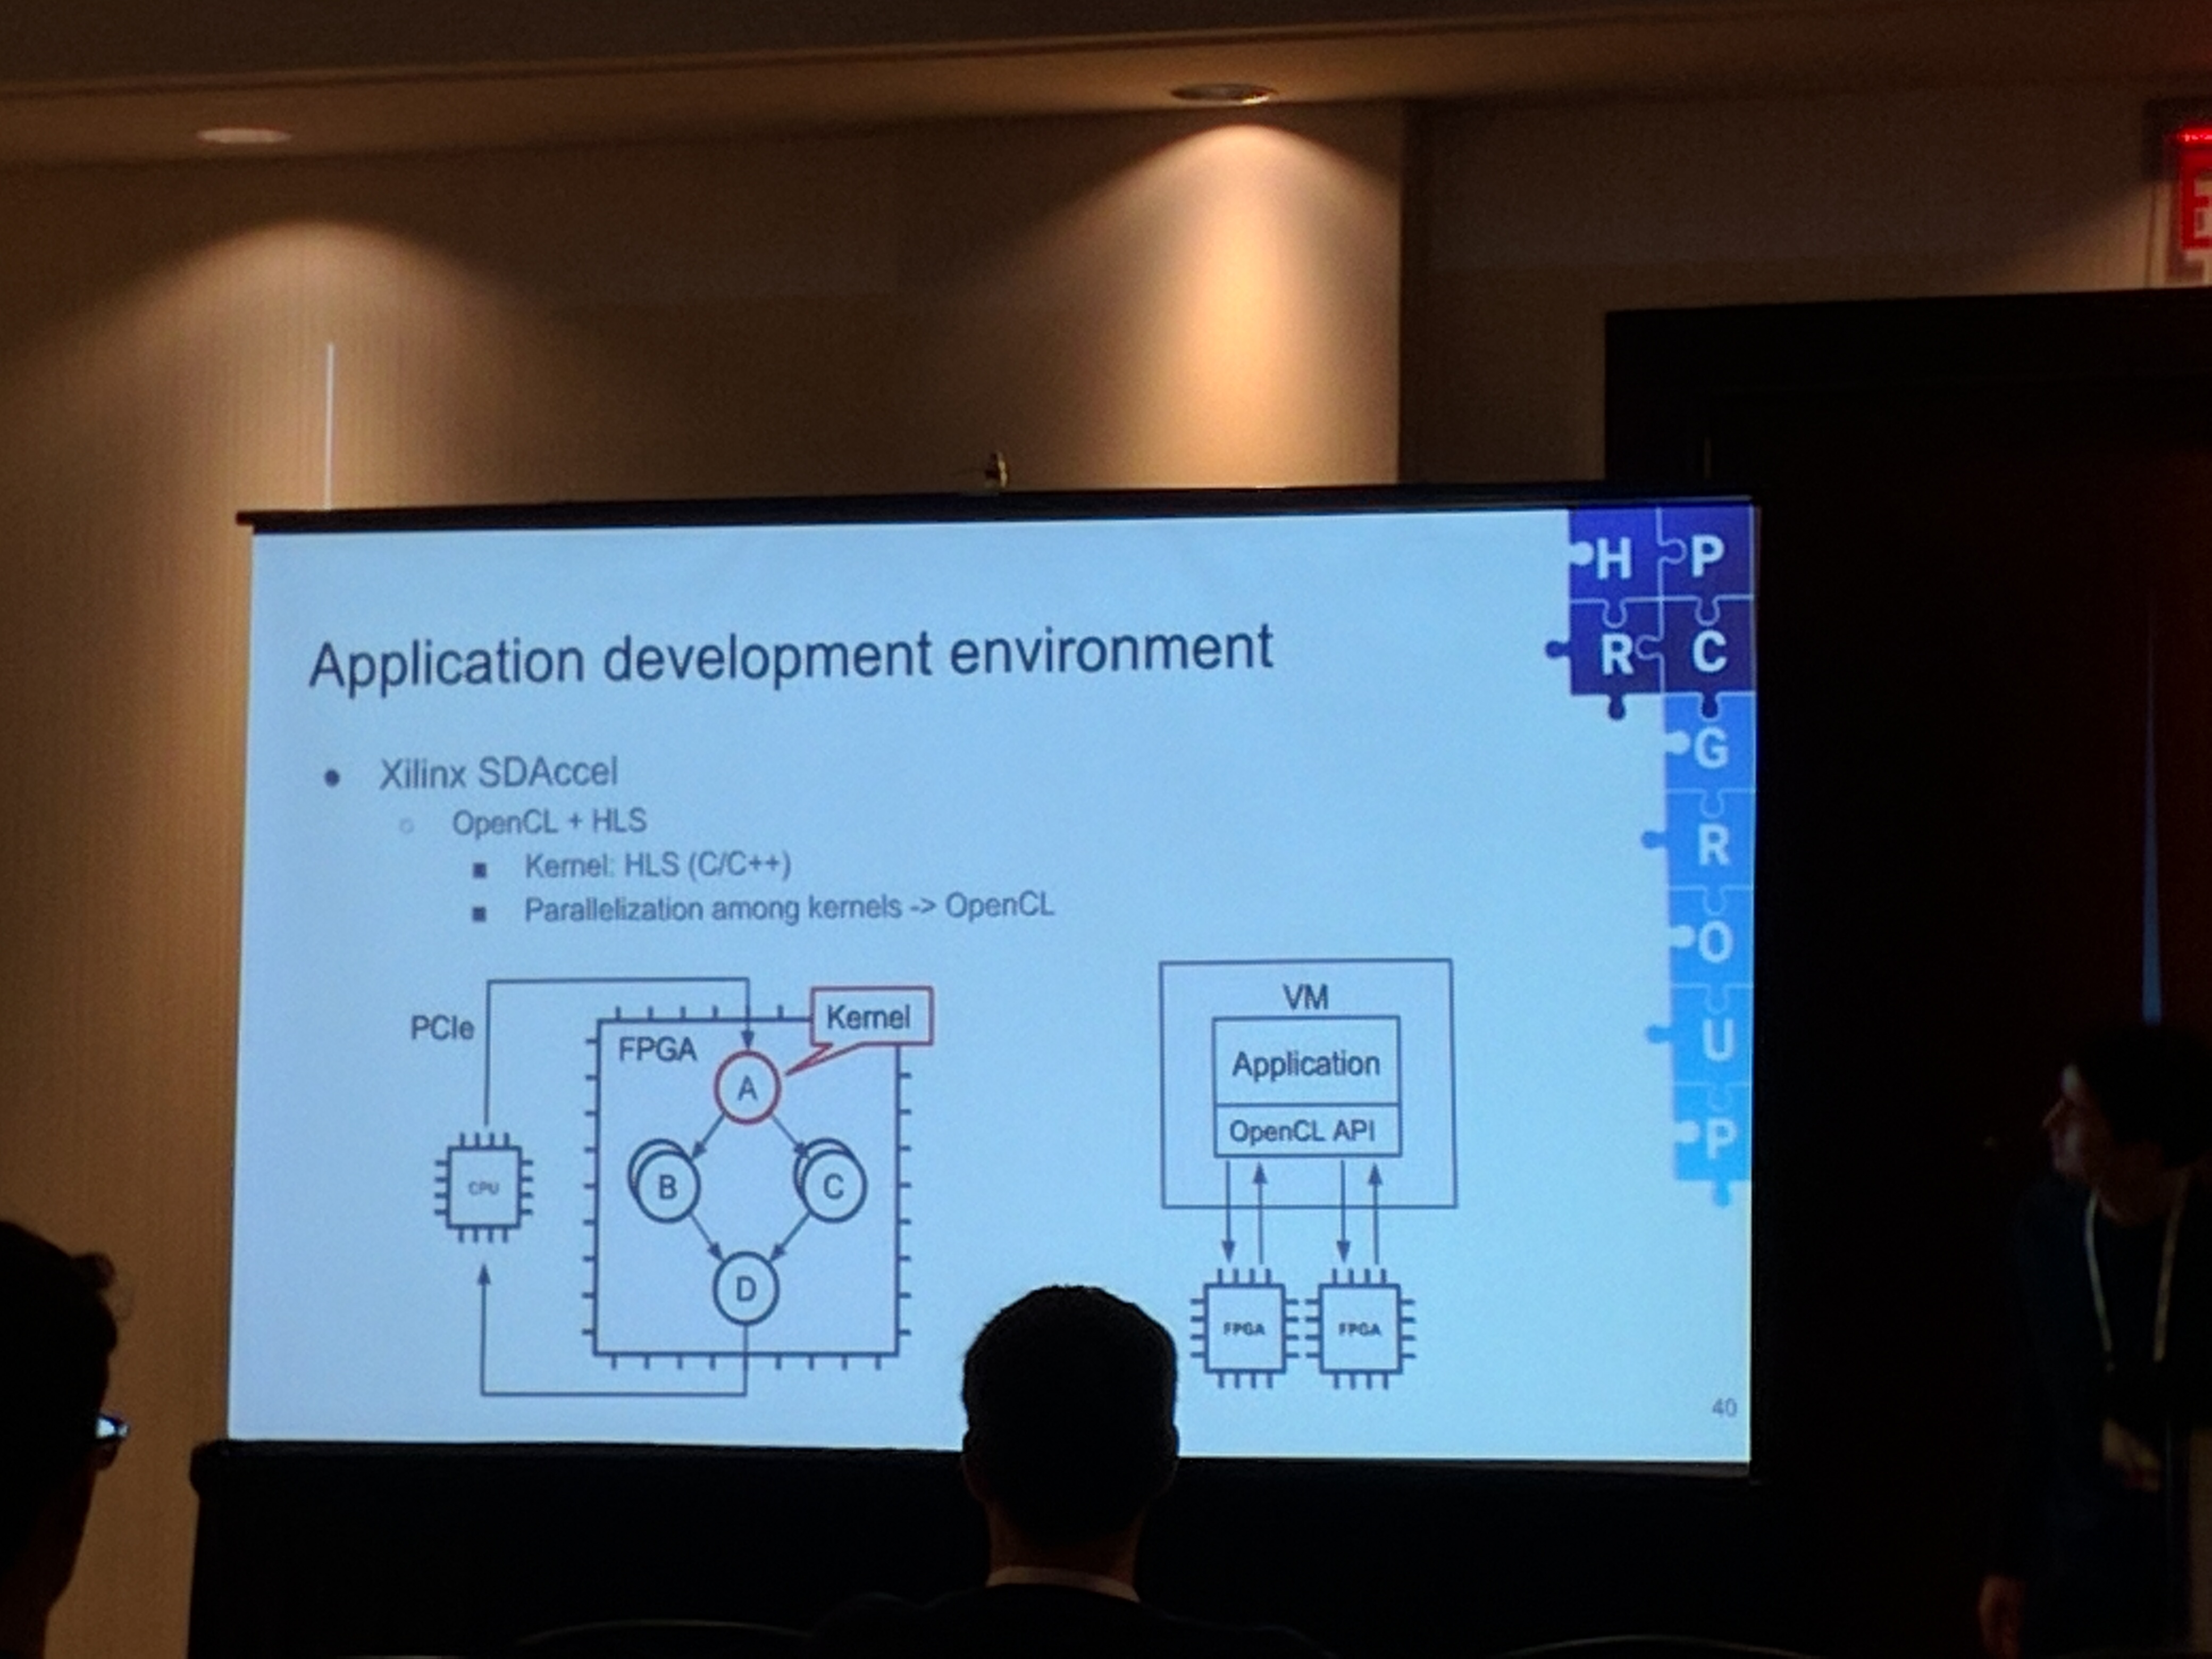 E
H P
R C
G
R
O
U
P
Application development environment
Xilinx SDAccel
OpenCL + HLS
Kernel: HLS (C/C++)
Parallelization among kernels -> OpenCL
PCIe
CPU
FPGA
Kernel
A
B
C
D
VM
Application
OpenCL API
FPGA FPGA
40